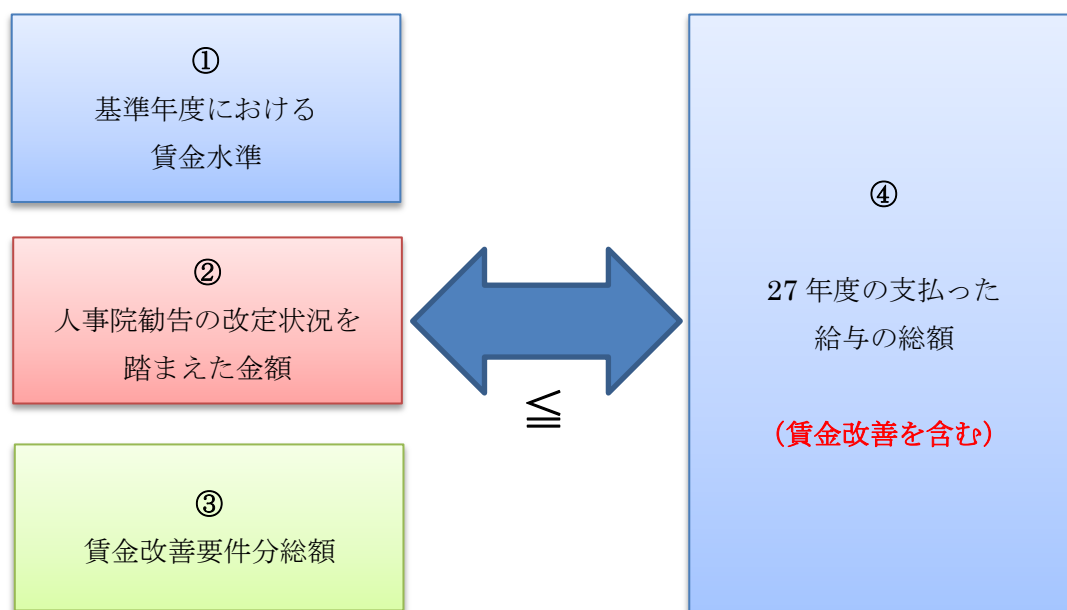 ①
基準年度における
賃金水準
②
人事院勧告の改定状況を
踏まえた金額
③
賃金改善要件分総額
≦
④
27 年度の支払った
給与の総額
(賃金改善を含む)